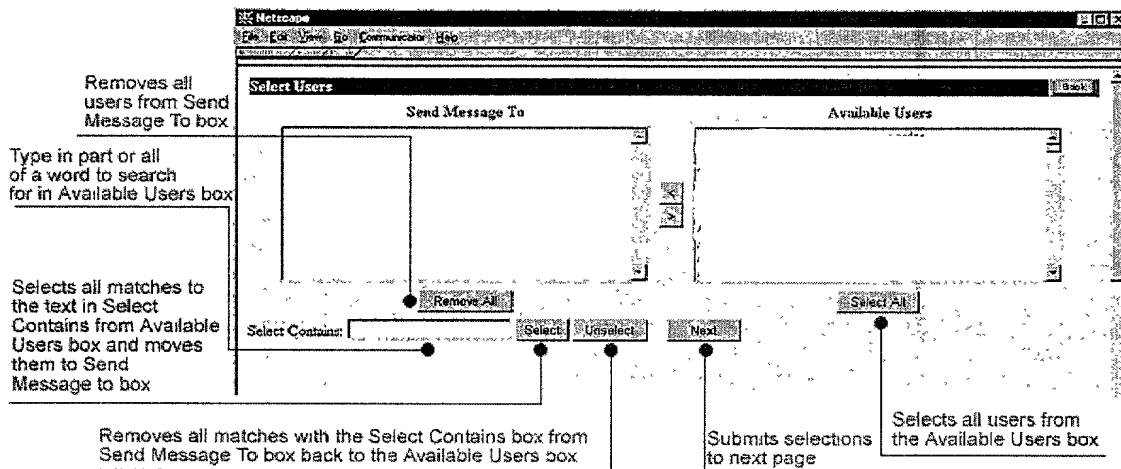 Netscape
File Edit View Go Communicator Help
Select Users
Back
Send Message To
Available Users
Removes all
users from Send
Message To box
Type in part or all
of a word to search
for in Available Users box
Selects all matches to
the text in Select
Contains from Available
Users box and moves
them to Send
Message to box
< >
Remove All
Select All
Select Contains:
Select
Unselect
Next
Removes all matches with the Select Contains box from
Send Message To box back to the Available Users box
Submits selections
to next page
Selects all users from
the Available Users box